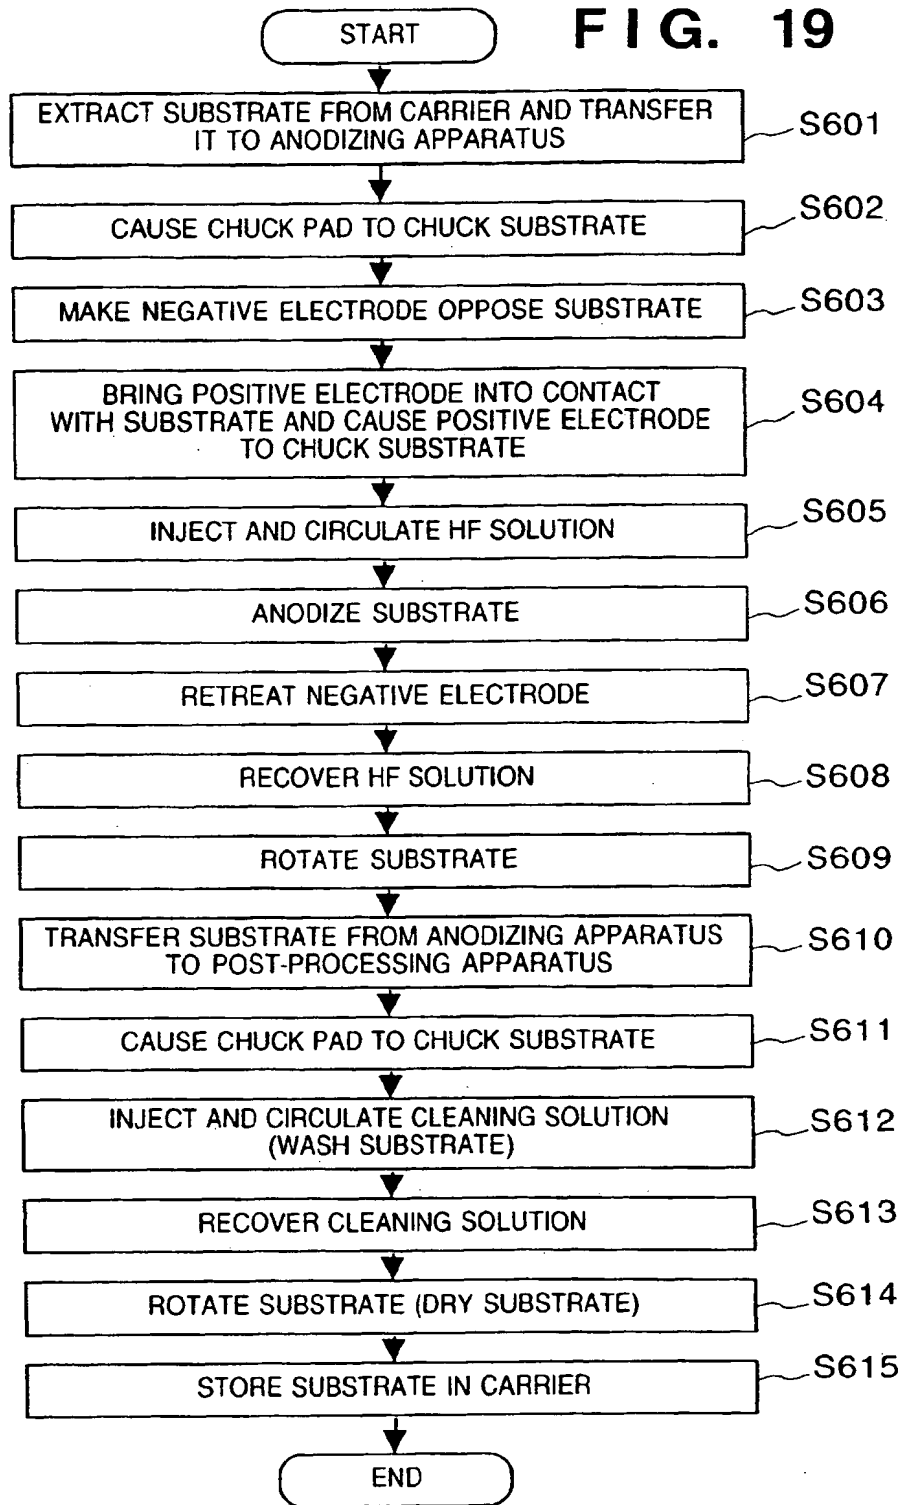 FIG. 19
START
EXTRACT SUBSTRATE FROM CARRIER AND TRANSFER
IT TO ANODIZING APPARATUS
S601
CAUSE CHUCK PAD TO CHUCK SUBSTRATE
S602
MAKE NEGATIVE ELECTRODE OPPOSE SUBSTRATE
S603
BRING POSITIVE ELECTRODE INTO CONTACT
WITH SUBSTRATE AND CAUSE POSITIVE ELECTRODE
TO CHUCK SUBSTRATE
S604
INJECT AND CIRCULATE HF SOLUTION
S605
ANODIZE SUBSTRATE
S606
RETREAT NEGATIVE ELECTRODE
S607
RECOVER HF SOLUTION
S608
ROTATE SUBSTRATE
S609
TRANSFER SUBSTRATE FROM ANODIZING APPARATUS
TO POST-PROCESSING APPARATUS
S610
CAUSE CHUCK PAD TO CHUCK SUBSTRATE
S611
INJECT AND CIRCULATE CLEANING SOLUTION
(WASH SUBSTRATE)
S612
RECOVER CLEANING SOLUTION
S613
ROTATE SUBSTRATE (DRY SUBSTRATE)
S614
STORE SUBSTRATE IN CARRIER
S615
END